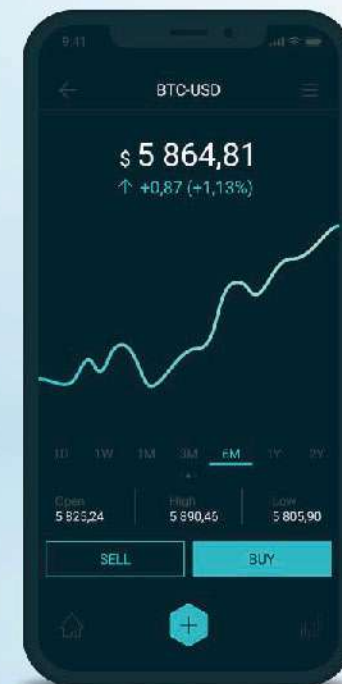 9:41
BTC-USD
$ 5 864,81
↑ +0,87 (+1,13%)
1D 1W 1M 3M 6M 1Y 2Y
Open High Low
5 825,24 5 890,45 5 805,90
SELL BUY